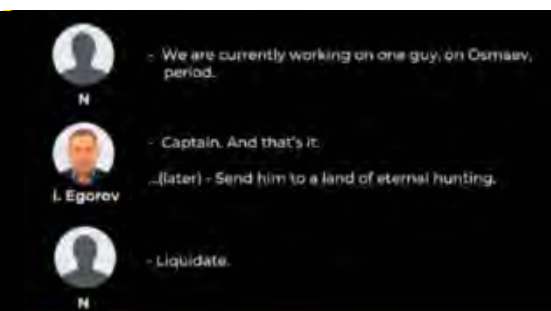 - We are currently working on one guy, on Osmaev,
period.
N
- Captain. And that's it.
...(later) - Send him to a land of eternal hunting.
I. Egorov
- Liquidate.
N